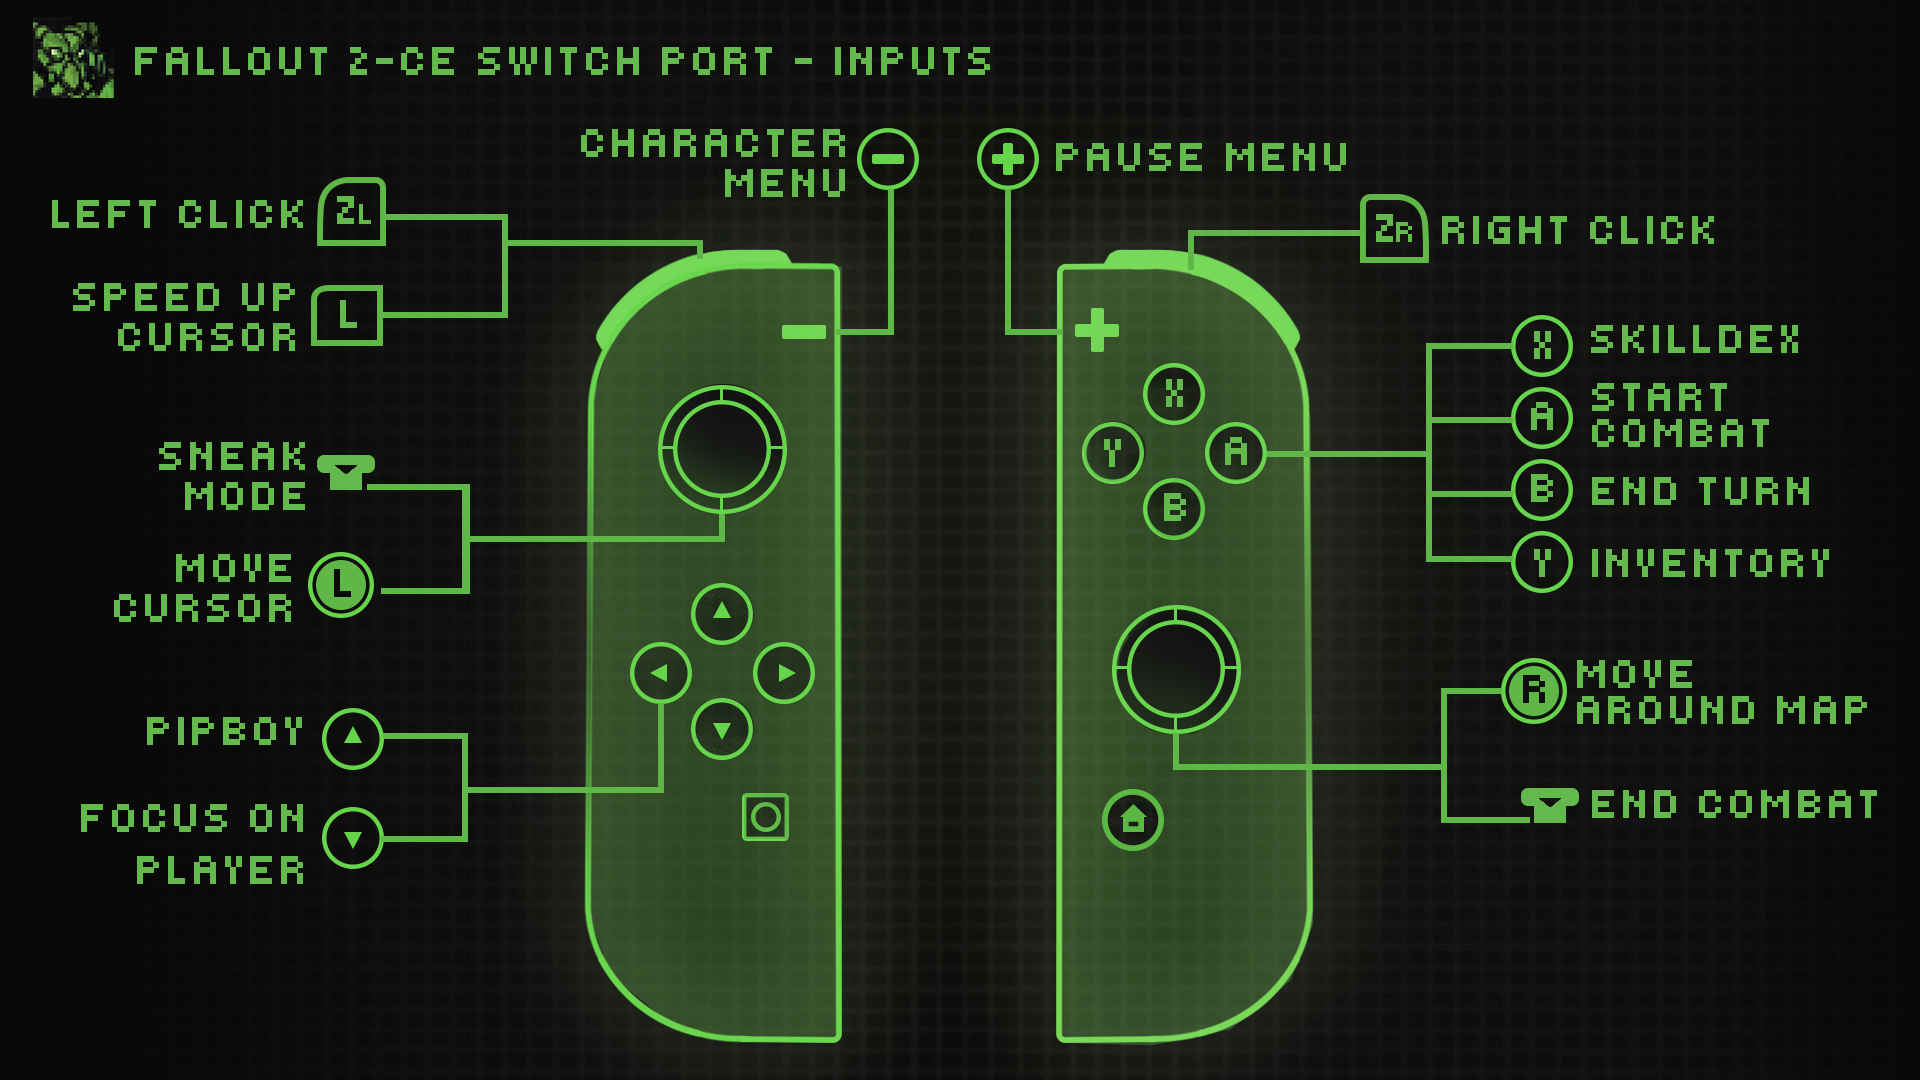 FALLOUT 2-CE SWITCH PORT - INPUTS
CHARACTER
MENU
PAUSE MENU
LEFT CLICK
ZL
ZR
RIGHT CLICK
SPEED UP
CURSOR
L
X
SKILLDEX
START
COMBAT
A
B
END TURN
Y
INVENTORY
X
Y
A
B
SNEAK
MODE
MOVE
CURSOR
L
R
MOVE
AROUND MAP
PIPBOY
END COMBAT
FOCUS ON
PLAYER